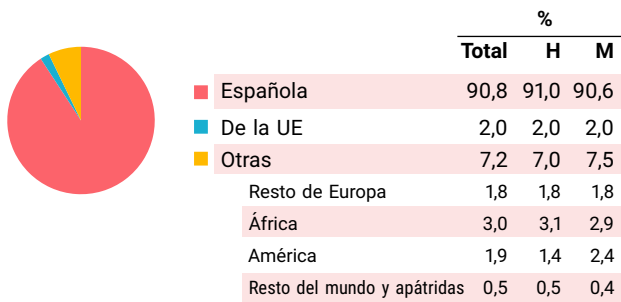 %
Total H M
Española 90,8 91,0 90,6
De la UE 2,0 2,0 2,0
Otras 7,2 7,0 7,5
Resto de Europa 1,8 1,8 1,8
África 3,0 3,1 2,9
América 1,9 1,4 2,4
Resto del mundo y apátridas 0,5 0,5 0,4